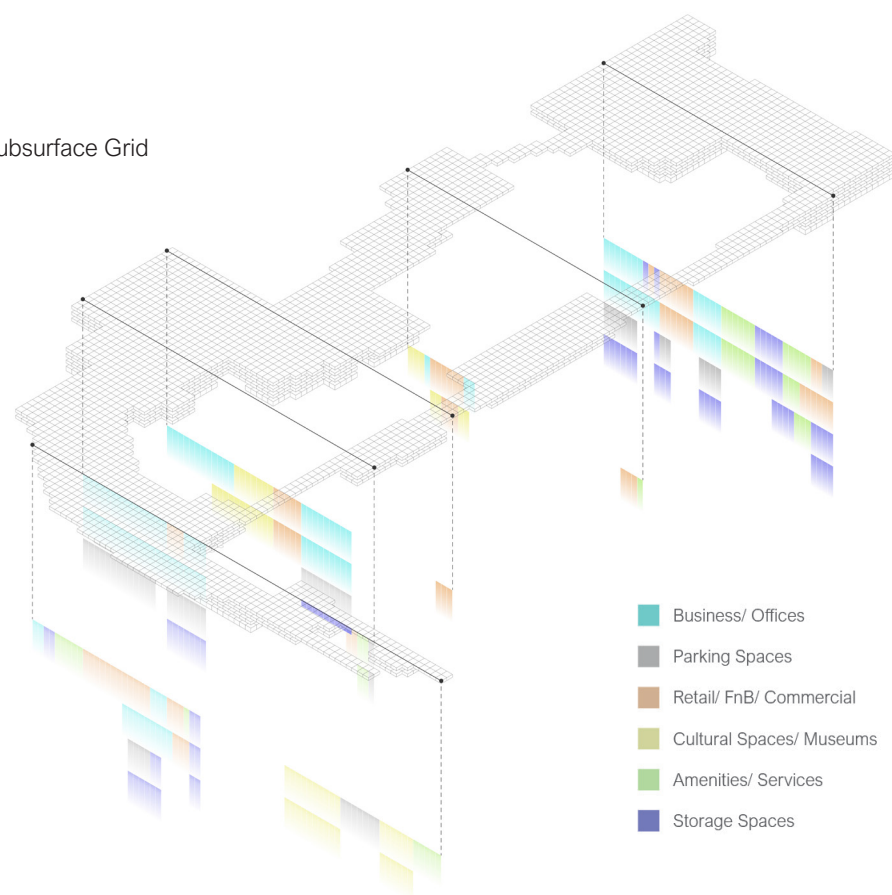 ubsurface Grid
Business/ Offices
Parking Spaces
Retail/ FnB/ Commercial
Cultural Spaces/ Museums
Amenities/ Services
Storage Spaces